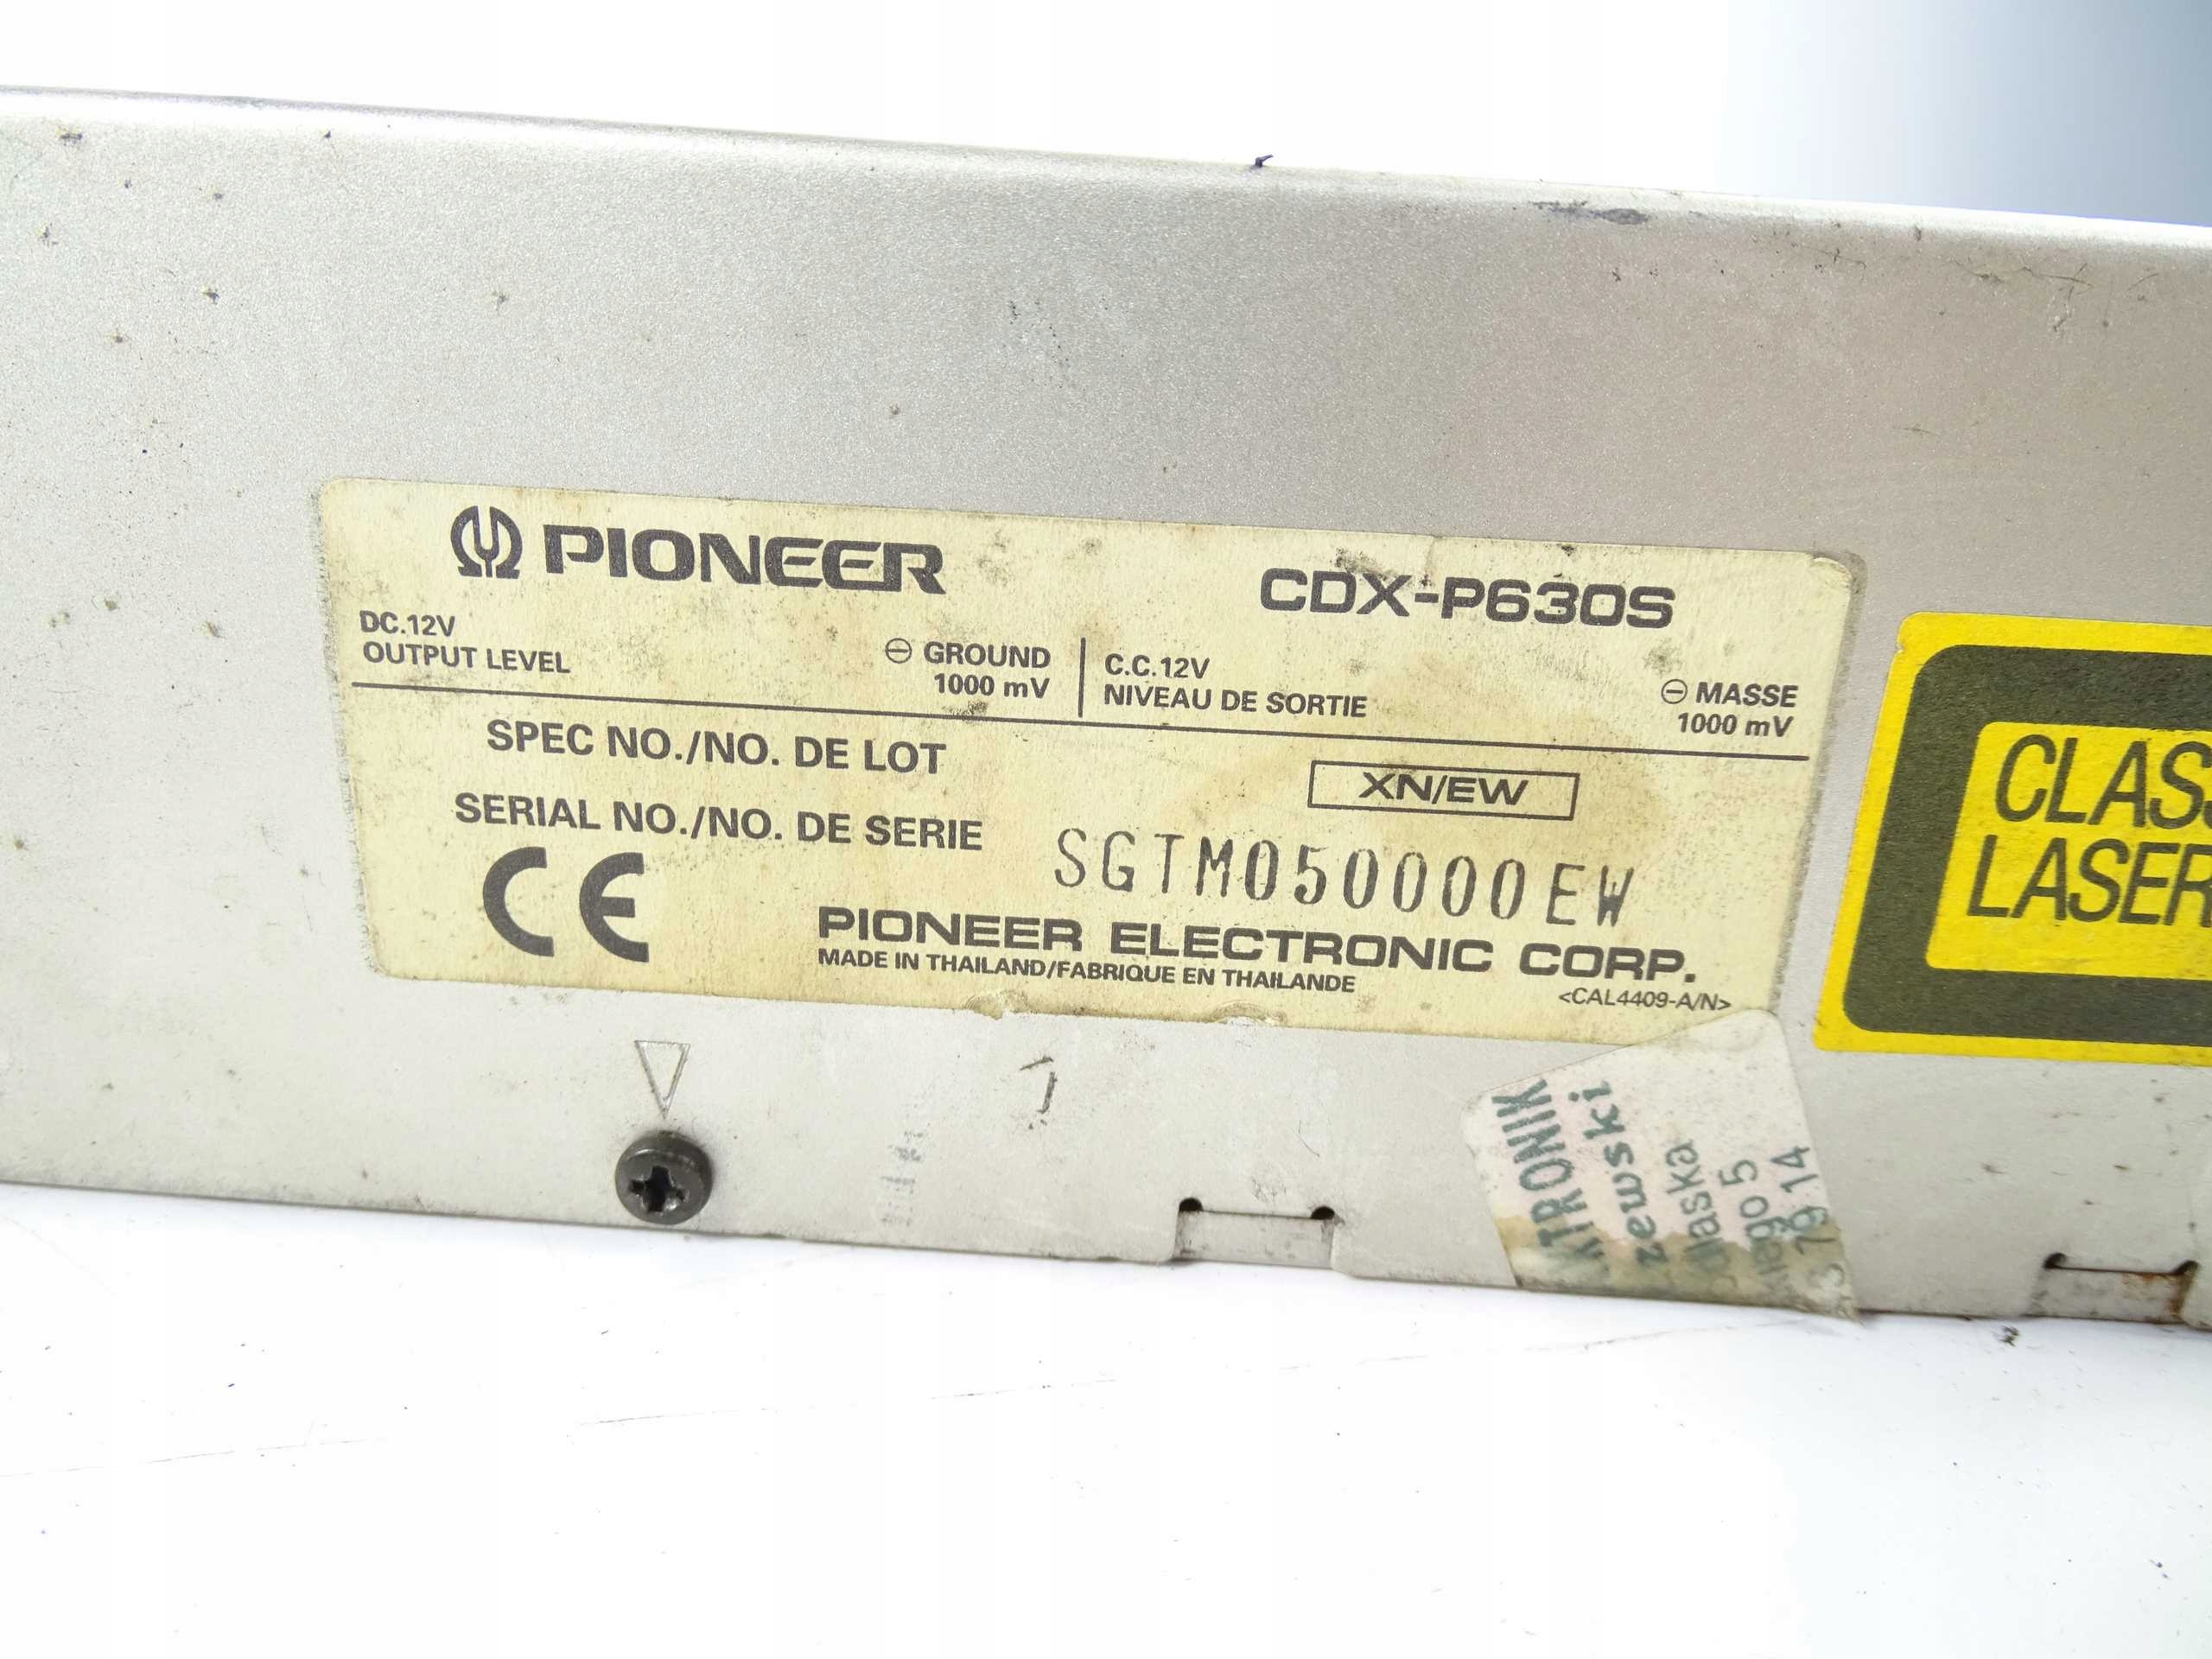 PIONEER CDX-P630S
DC.12V ⊖ GROUND
OUTPUT LEVEL 1000 mV
C.C.12V ⊖ MASSE
NIVEAU DE SORTIE 1000 mV
SPEC NO./NO. DE LOT XN/EW
SERIAL NO./NO. DE SERIE SGTM050000EW
CE
PIONEER ELECTRONIC CORP.
MADE IN THAILAND/FABRIQUE EN THAILANDE
<CAL4409-A/N>
CLAS
LASER
TRONIK
zewski
laska
ego 5
79 14